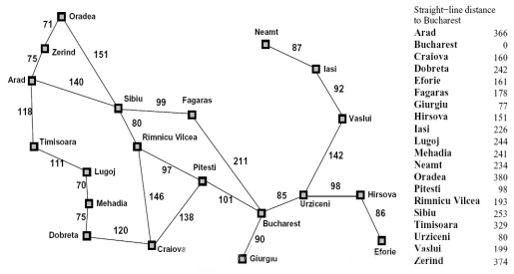 Oradea
71
Neamt
Zerind
87
151
75
Iasi
Arad
140
92
Sibiu
99
Fagaras
118
Vaslui
80
Rimnicu Vilcea
Timisoara
142
111
211
Lugoj
97
Pitesti
70
98
Hirsova
85
146
101
Urziceni
Mehadia
138
86
75
Bucharest
120
Dobreta
90
Craiova
Eforie
Giurgiu
Straight–line distance
to Bucharest
Arad 366
Bucharest 0
Craiova 160
Dobreta 242
Eforie 161
Fagaras 178
Giurgiu 77
Hirsova 151
Iasi 226
Lugoj 244
Mehadia 241
Neamt 234
Oradea 380
Pitesti 98
Rimnicu Vilcea 193
Sibiu 253
Timisoara 329
Urziceni 80
Vaslui 199
Zerind 374